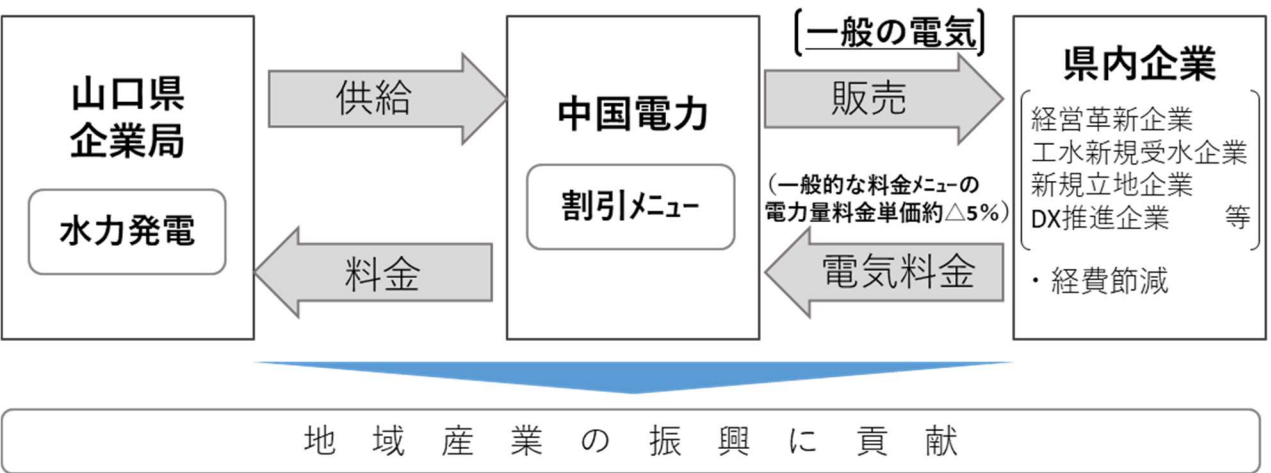 山口県
企業局
水力発電
供給
料金
中国電力
割引メニュー
[一般の電気]
販売
(一般的な料金メニューの
電力量料金単価約△5%)
電気料金
県内企業
経営革新企業
工水新規受水企業
新規立地企業
DX推進企業 等
・経費節減
地域産業の振興に貢献